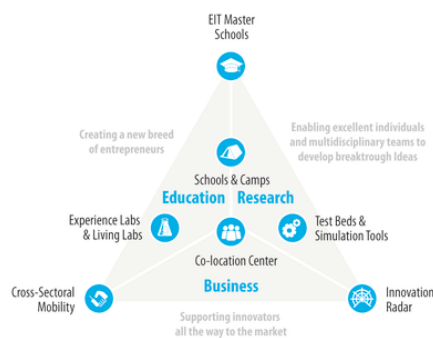 EIT Master
Schools
Creating a new breed
of entrepreneurs
Enabling excellent individuals
and multidisciplinary teams to
develop breaktrough Ideas
Schools & Camps
Education Research
Experience Labs
& Living Labs
Test Beds &
Simulation Tools
Co-location Center
Business
Cross-Sectoral
Mobility
Innovation
Radar
Supporting innovators
all the way to the market